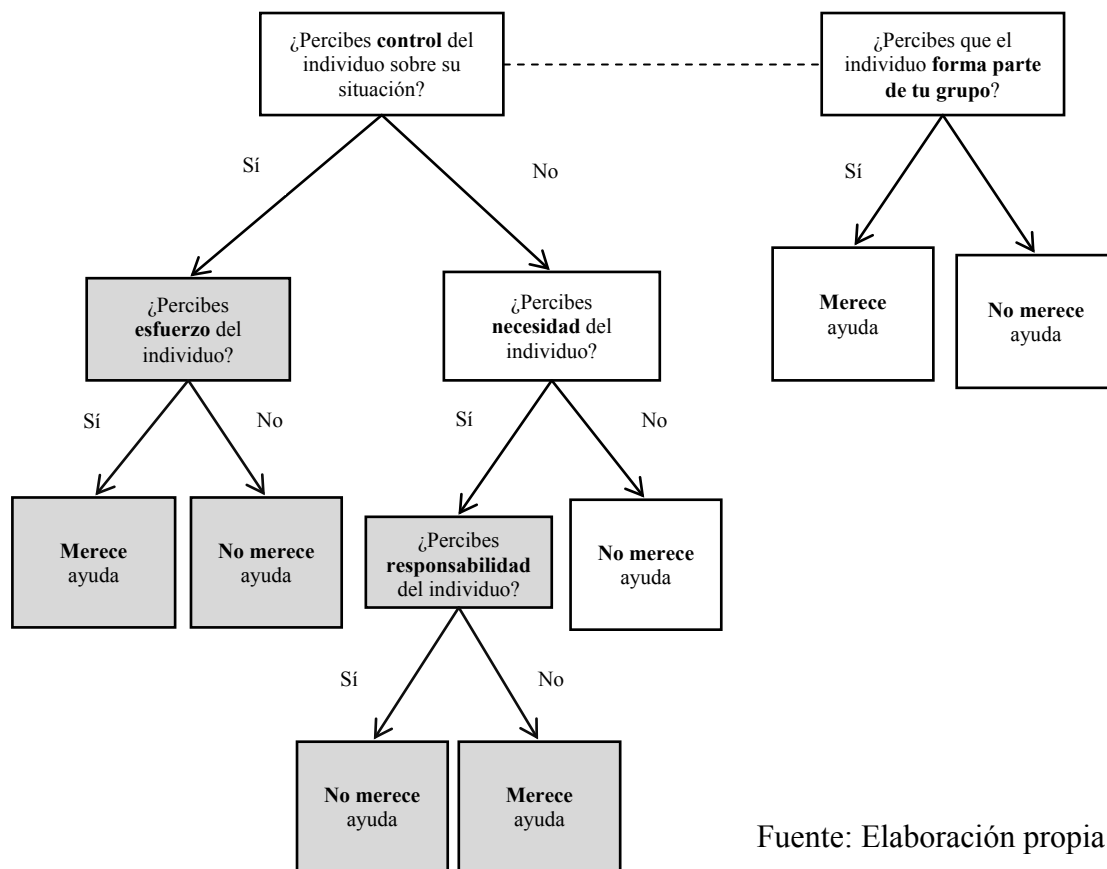 ¿Percibes control del
individuo sobre su
situación?
¿Percibes que el
individuo forma parte
de tu grupo?
Sí
No
Sí
No
¿Percibes
esfuerzo del
individuo?
¿Percibes
necesidad del
individuo?
Merece
ayuda
No merece
ayuda
Sí
No
Sí
No
Merece
ayuda
No merece
ayuda
¿Percibes
responsabilidad
del individuo?
No merece
ayuda
Sí
No
No merece
ayuda
Merece
ayuda
Fuente: Elaboración propia